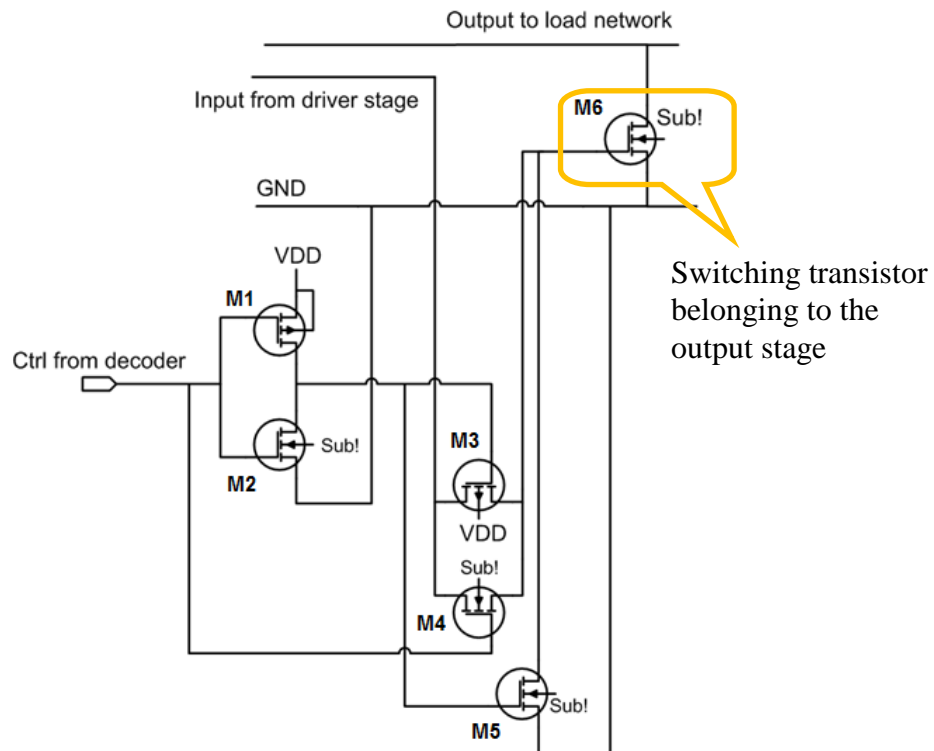 Output to load network
Input from driver stage
M6
Sub!
GND
Switching transistor
belonging to the
output stage
VDD
M1
Ctrl from decoder
Sub!
M2
M3
VDD
Sub!
M4
Sub!
M5